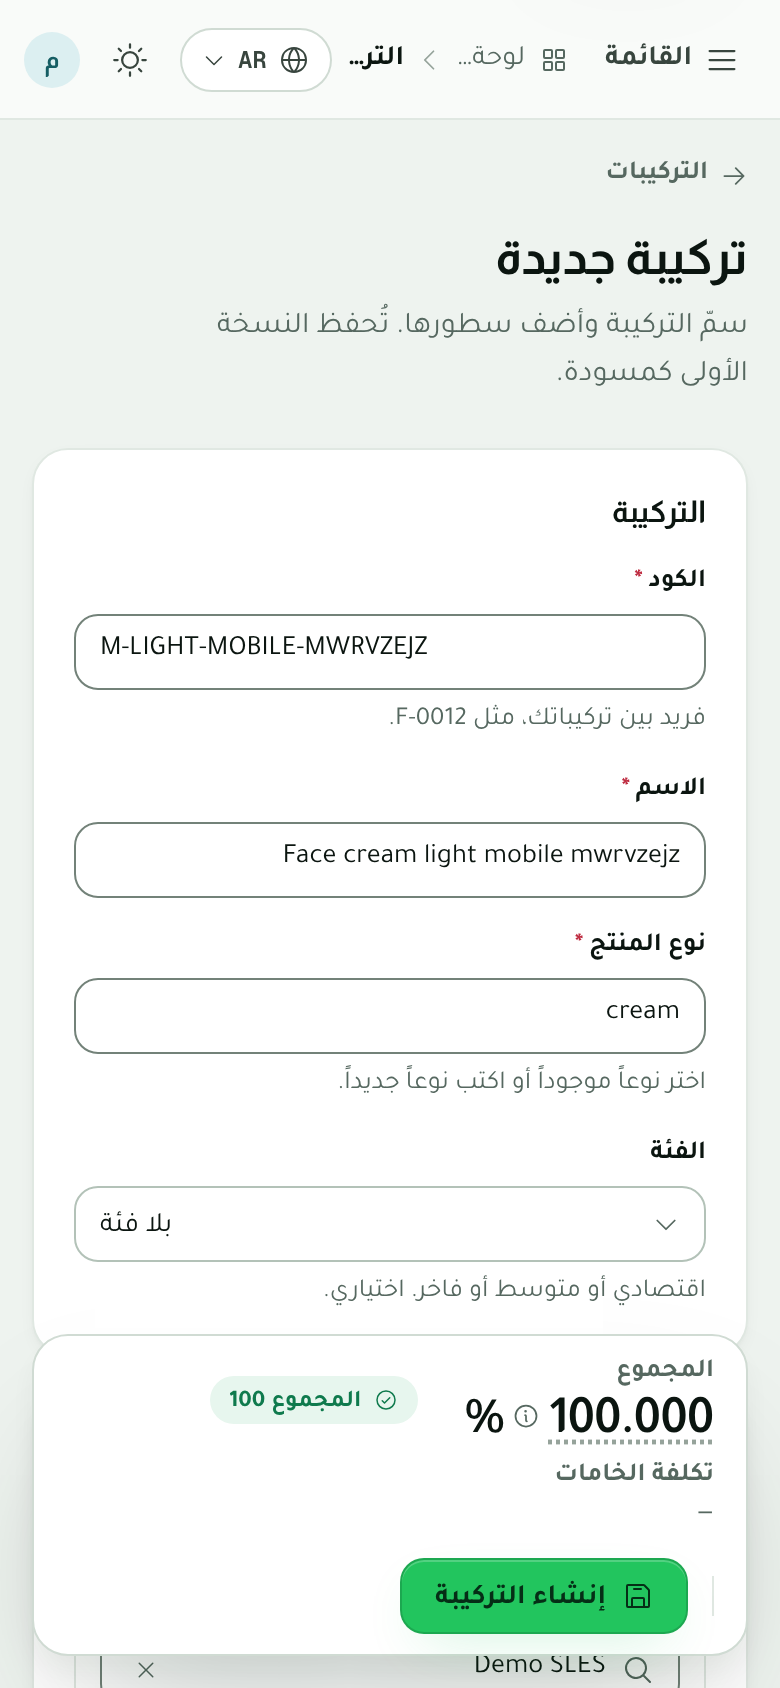 القائمة
لوحة...
التر...
AR
م
التركيبات
تركيبة جديدة
سمّ التركيبة وأضف سطورها. تُحفظ النسخة
الأولى كمسودة.
التركيبة
الكود *
M-LIGHT-MOBILE-MWRVZEJZ
فريد بين تركيباتك، مثل F-0012.
الاسم *
Face cream light mobile mwrvzejz
نوع المنتج *
cream
اختر نوعاً موجوداً أو اكتب نوعاً جديداً.
الفئة
بلا فئة
اقتصادي أو متوسط أو فاخر. اختياري.
المجموع
100.000 %
المجموع 100
تكلفة الخامات
—
إنشاء التركيبة
Demo SLES